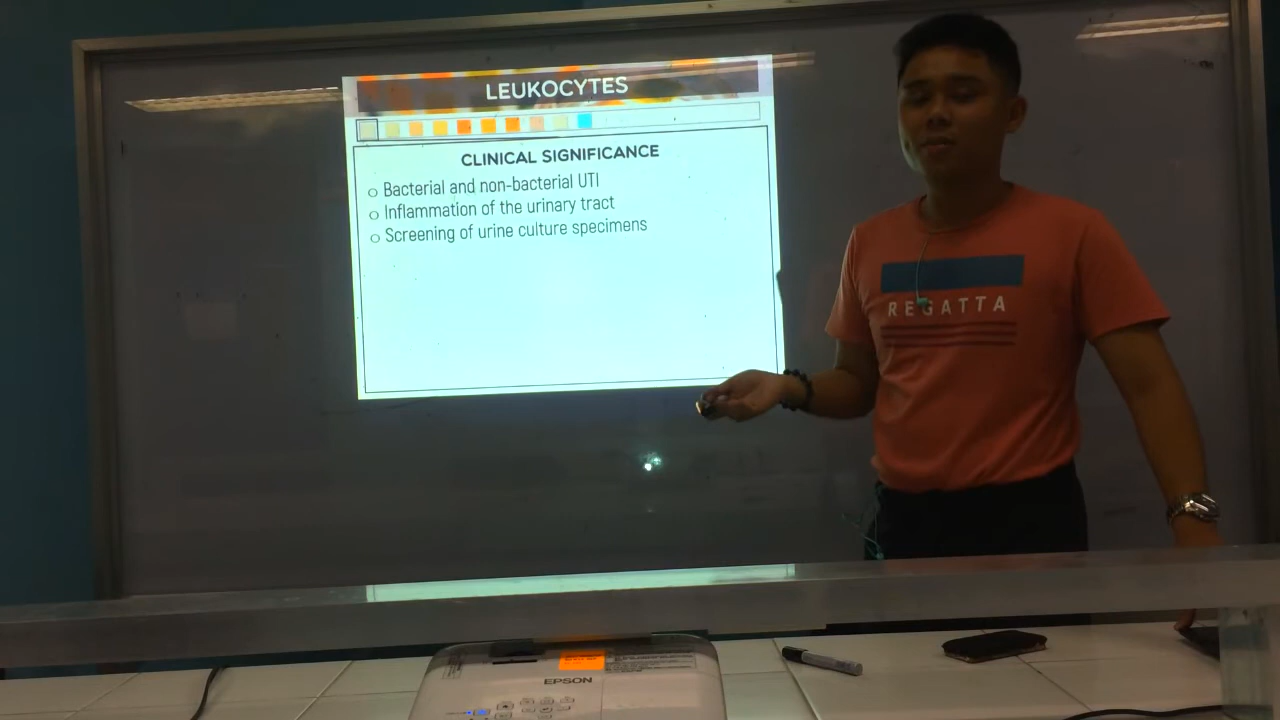 LEUKOCYTES
CLINICAL SIGNIFICANCE
o Bacterial and non-bacterial UTI
o Inflammation of the urinary tract
o Screening of urine culture specimens
REGATTA
EPSON